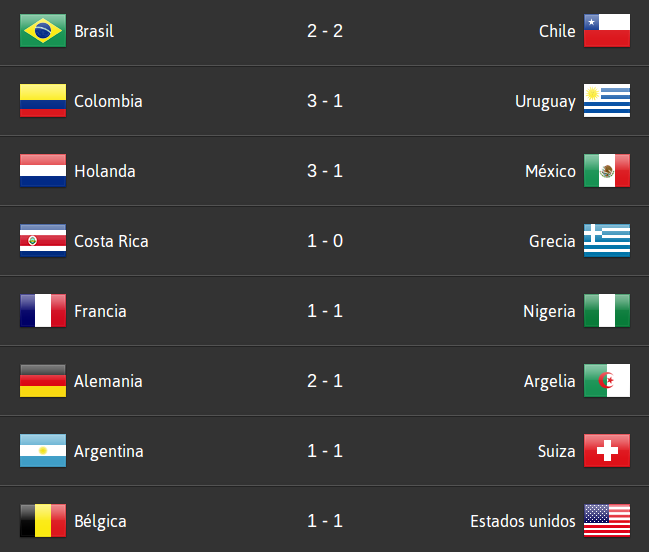 Brasil 2 - 2 Chile
Colombia 3 - 1 Uruguay
Holanda 3 - 1 México
Costa Rica 1 - 0 Grecia
Francia 1 - 1 Nigeria
Alemania 2 - 1 Argelia
Argentina 1 - 1 Suiza
Bélgica 1 - 1 Estados unidos